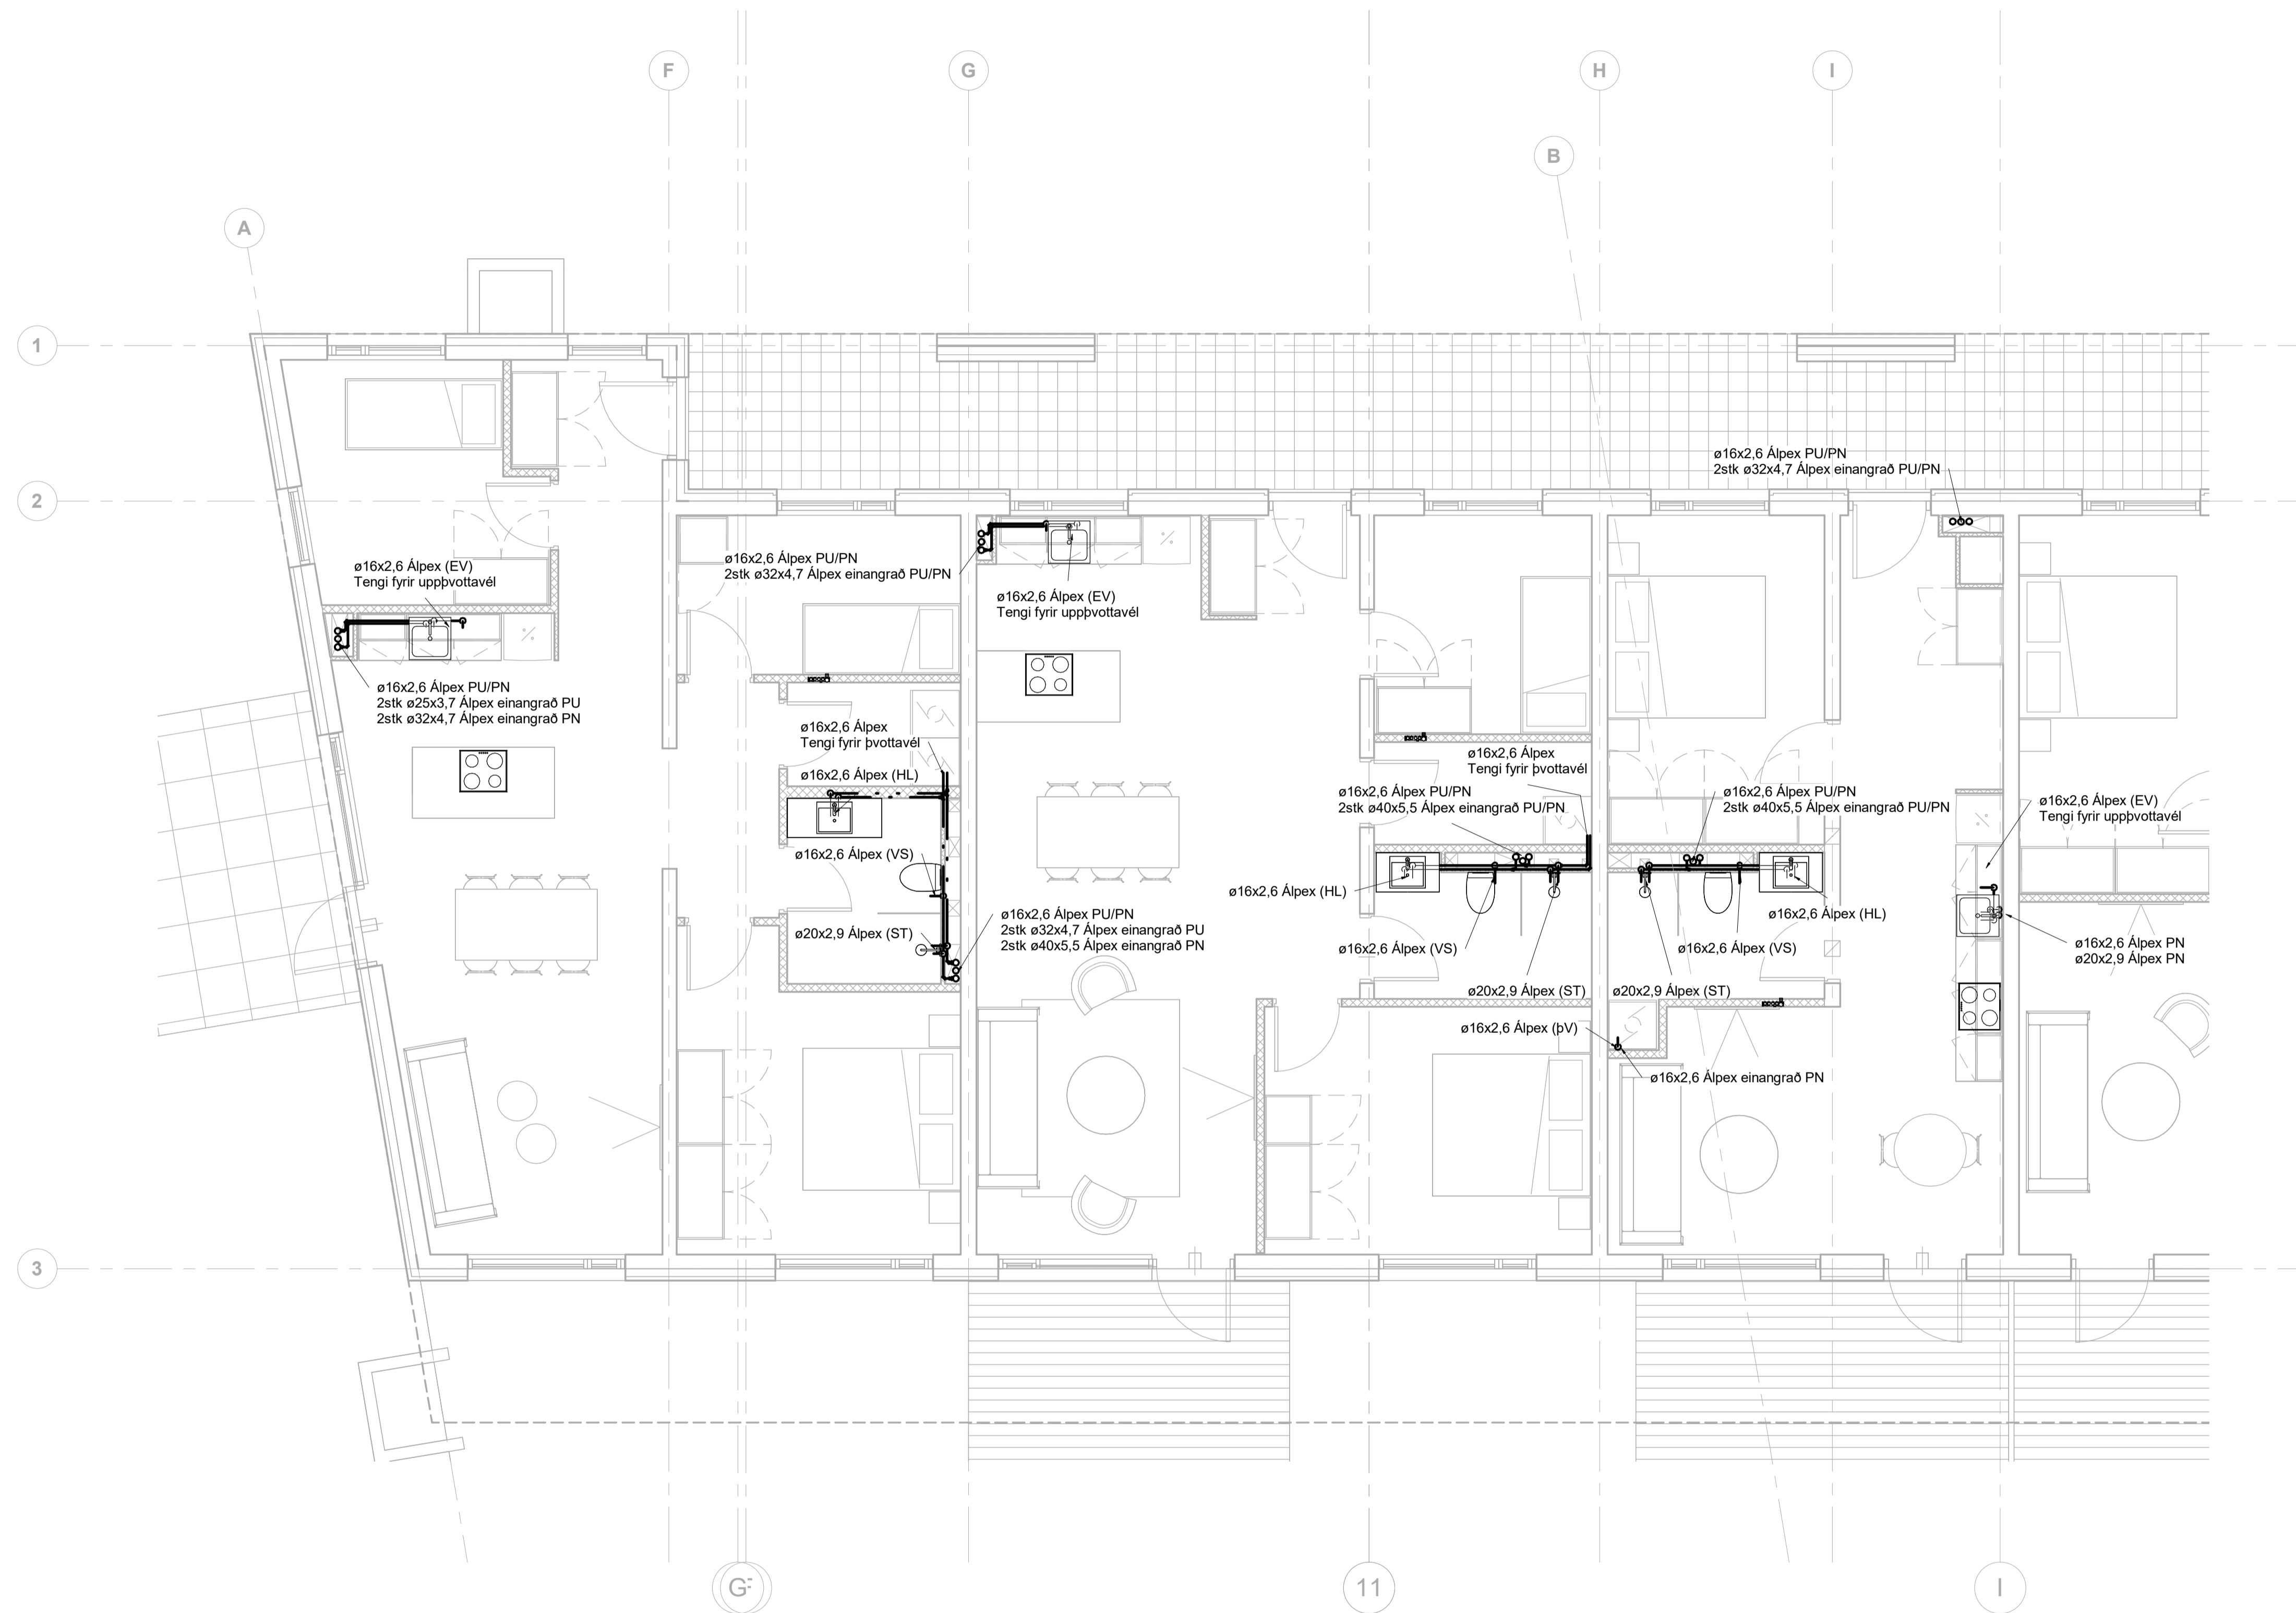 F
G
H
I
B
A
1
2
3
ø16x2,6 Álpex PU/PN
2stk ø32x4,7 Álpex einangrað PU/PN
ø16x2,6 Álpex (EV)
Tengi fyrir uppþvottavél
ø16x2,6 Álpex PU/PN
2stk ø32x4,7 Álpex einangrað PU/PN
ø16x2,6 Álpex (EV)
Tengi fyrir uppþvottavél
ø16x2,6 Álpex PU/PN
2stk ø25x3,7 Álpex einangrað PU
2stk ø32x4,7 Álpex einangrað PN
ø16x2,6 Álpex
Tengi fyrir þvottavél
ø16x2,6 Álpex (HL)
ø16x2,6 Álpex (VS)
ø20x2,9 Álpex (ST)
ø16x2,6 Álpex PU/PN
2stk ø32x4,7 Álpex einangrað PU
2stk ø40x5,5 Álpex einangrað PN
ø16x2,6 Álpex
Tengi fyrir þvottavél
ø16x2,6 Álpex PU/PN
2stk ø40x5,5 Álpex einangrað PU/PN
ø16x2,6 Álpex (HL)
ø16x2,6 Álpex (VS)
ø20x2,9 Álpex (ST)
ø16x2,6 Álpex PU/PN
2stk ø40x5,5 Álpex einangrað PU/PN
ø16x2,6 Álpex (HL)
ø16x2,6 Álpex (VS)
ø20x2,9 Álpex (ST)
ø16x2,6 Álpex (EV)
Tengi fyrir uppþvottavél
ø16x2,6 Álpex PN
ø20x2,9 Álpex PN
ø16x2,6 Álpex (þV)
ø16x2,6 Álpex einangrað PN
G
11
I